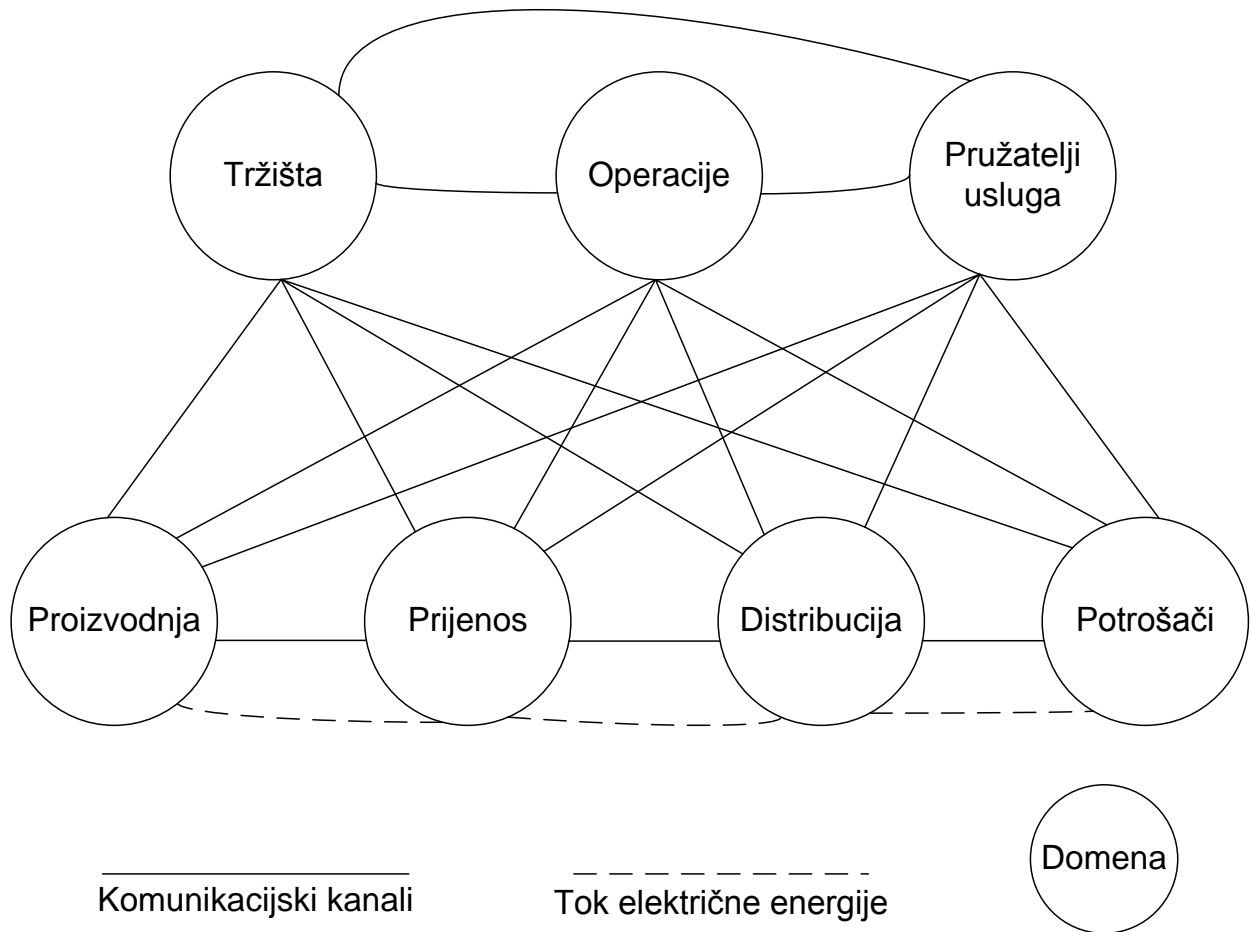 Tržišta
Operacije
Pružatelji
usluga
Proizvodnja
Prijenos
Distribucija
Potrošači
Domena
Komunikacijski kanali
Tok električne energije